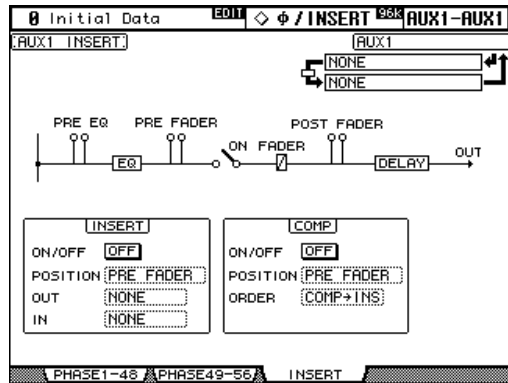 0 Initial Data EDIT ◇ Φ/INSERT 96k AUX1-AUX1
AUX1 INSERT AUX1
NONE
NONE
PRE EQ PRE FADER POST FADER
ON FADER
EQ DELAY OUT
INSERT COMP
ON/OFF OFF ON/OFF OFF
POSITION PRE FADER POSITION PRE FADER
OUT NONE ORDER COMP→INS
IN NONE
PHASE1-48 PHASE49-56 INSERT